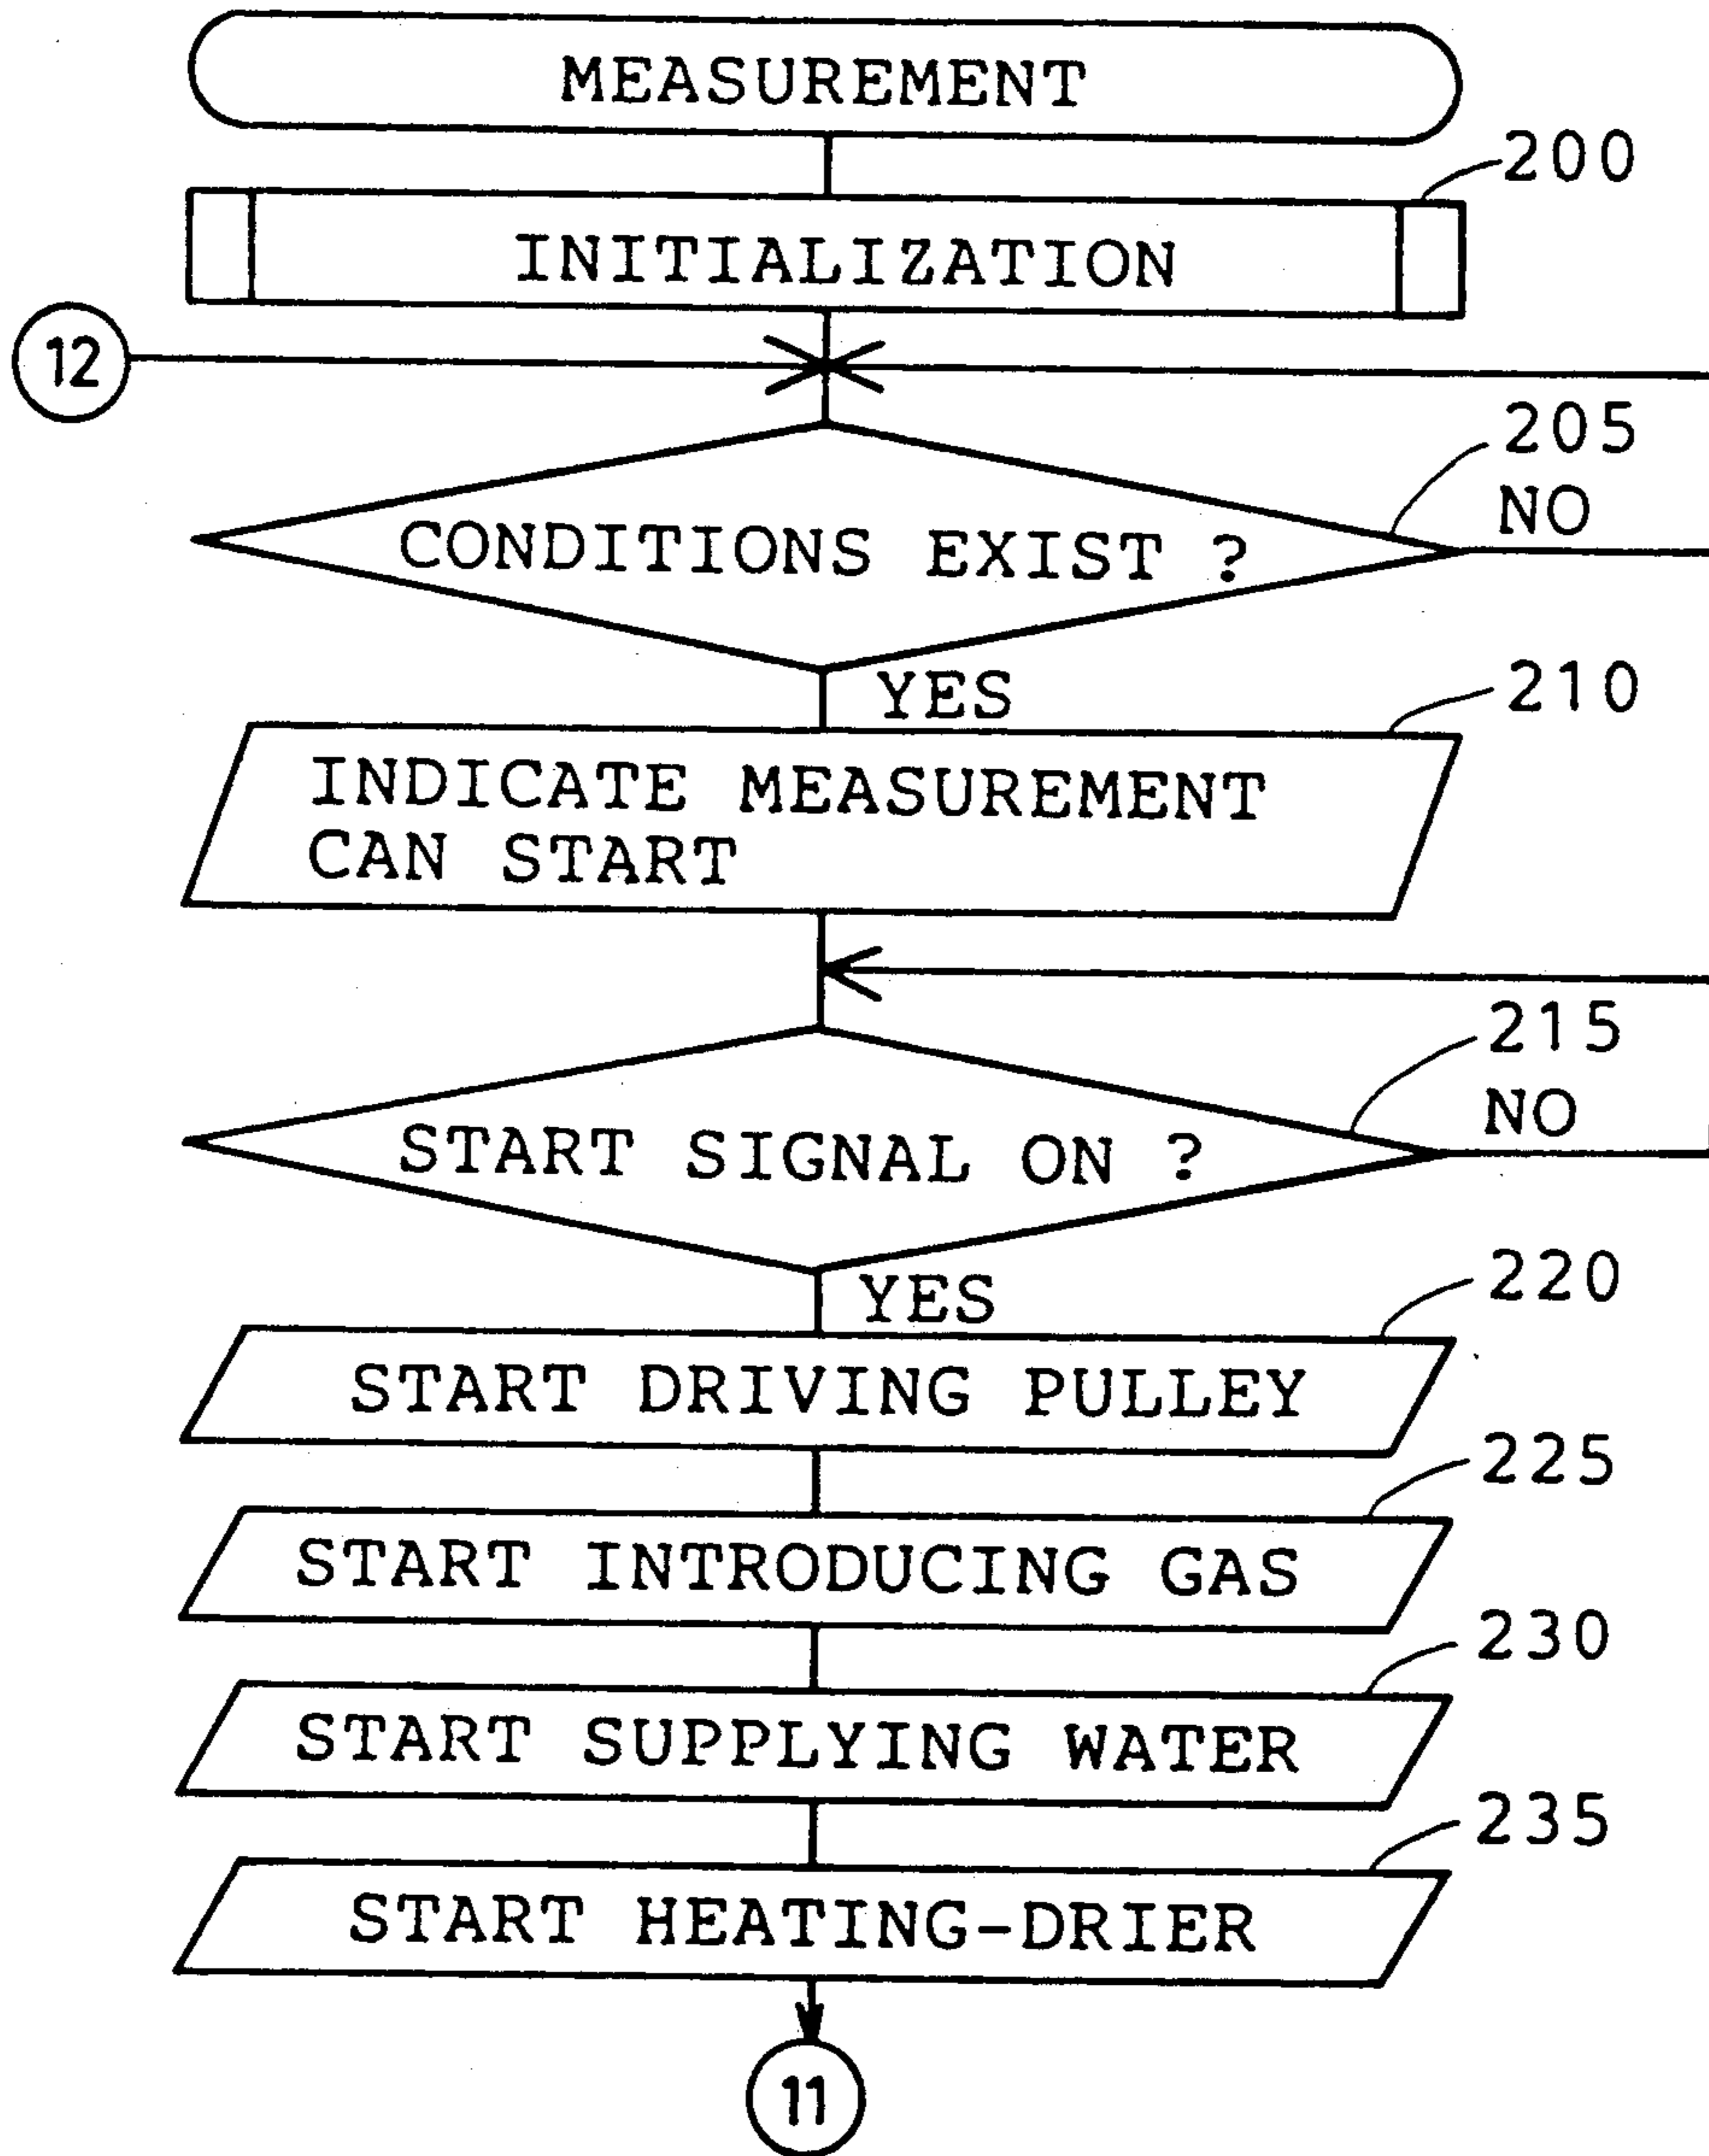 MEASUREMENT
200
INITIALIZATION
12
205
NO
CONDITIONS EXIST ?
YES
210
INDICATE MEASUREMENT
CAN START
215
NO
START SIGNAL ON ?
YES
220
START DRIVING PULLEY
225
START INTRODUCING GAS
230
START SUPPLYING WATER
235
START HEATING-DRIER
11